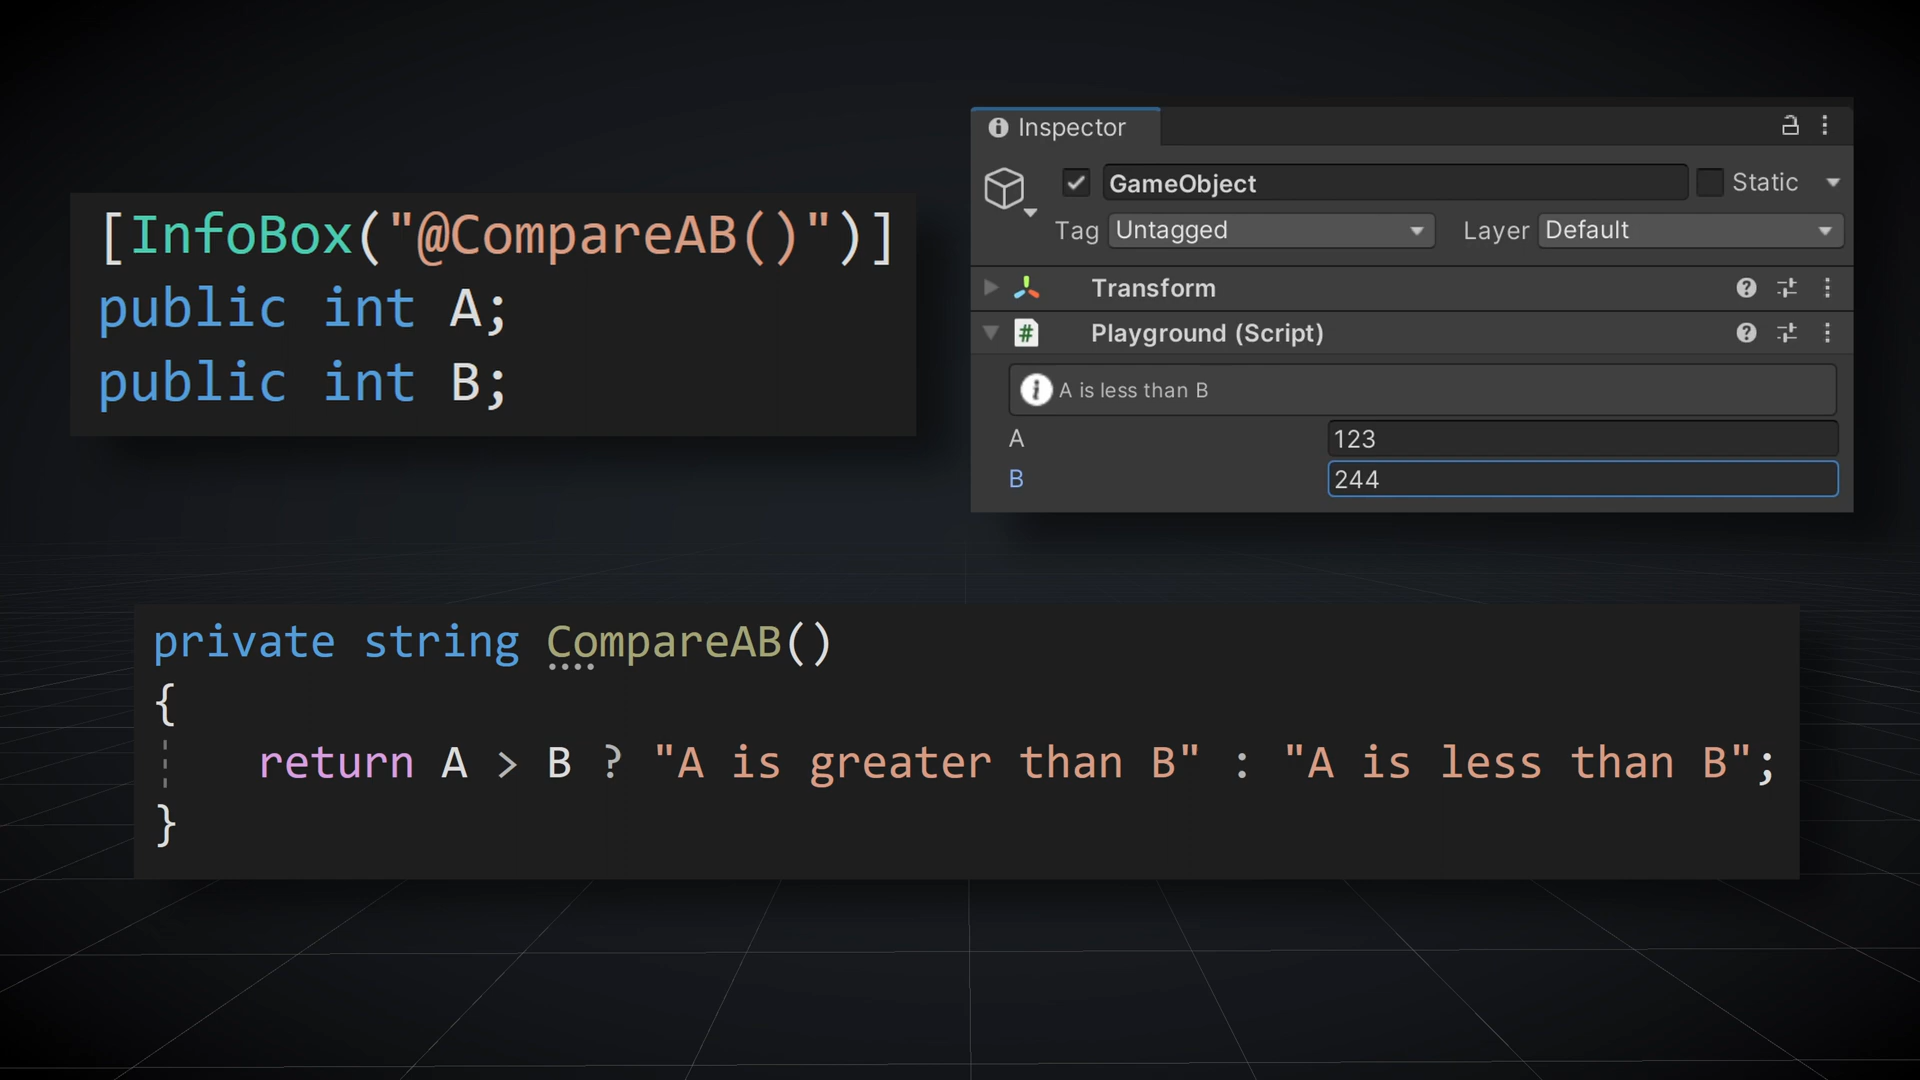 [InfoBox("@CompareAB()")]
public int A;
public int B;
Inspector
GameObject
Static
Tag Untagged Layer Default
Transform
# Playground (Script)
A is less than B
A 123
B 244
private string CompareAB()
{
return A > B ? "A is greater than B" : "A is less than B";
}